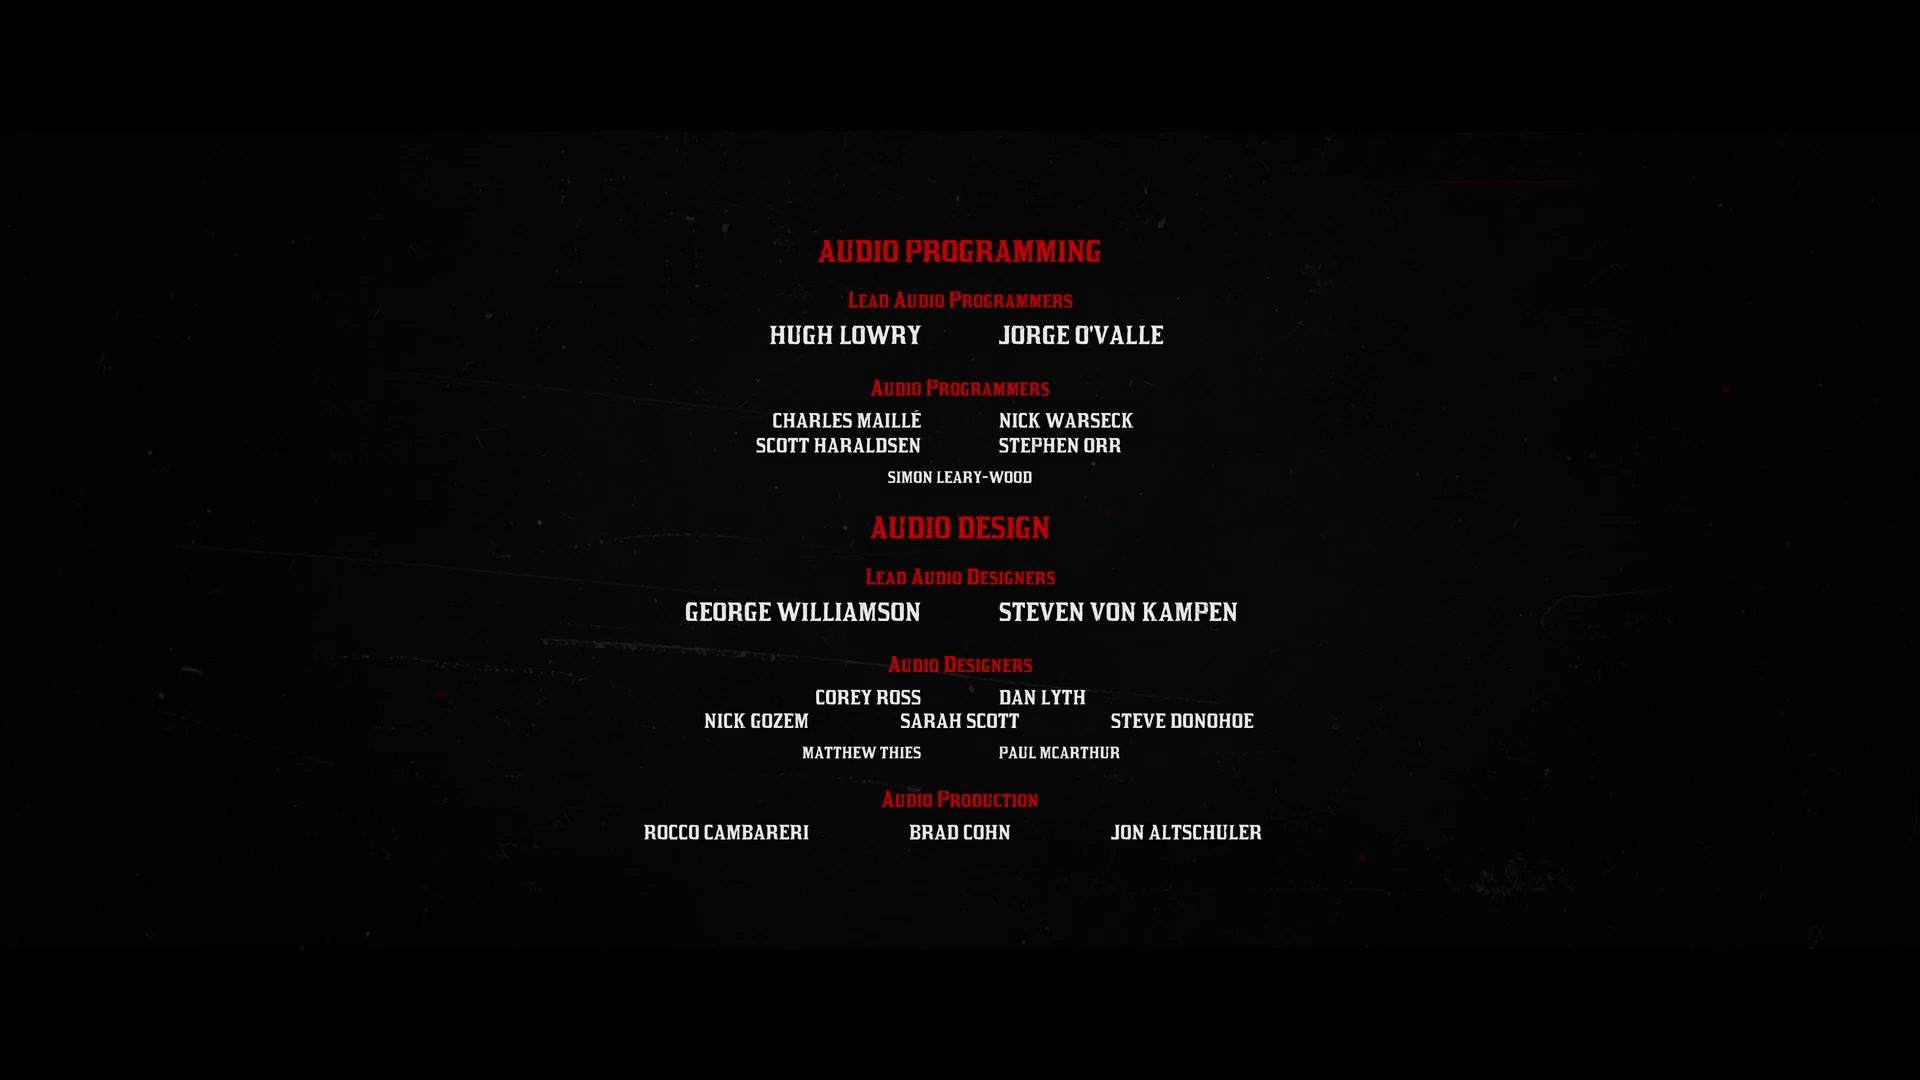 AUDIO PROGRAMMING
LEAD AUDIO PROGRAMMERS
HUGH LOWRY JORGE O'VALLE
AUDIO PROGRAMMERS
CHARLES MAILLÉ NICK WARSECK
SCOTT HARALDSEN STEPHEN ORR
SIMON LEARY-WOOD
AUDIO DESIGN
LEAD AUDIO DESIGNERS
GEORGE WILLIAMSON STEVEN VON KAMPEN
AUDIO DESIGNERS
COREY ROSS DAN LYTH
NICK GOZEM SARAH SCOTT STEVE DONOHOE
MATTHEW THIES PAUL MCARTHUR
AUDIO PRODUCTION
ROCCO CAMBARERI BRAD COHN JON ALTSCHULER